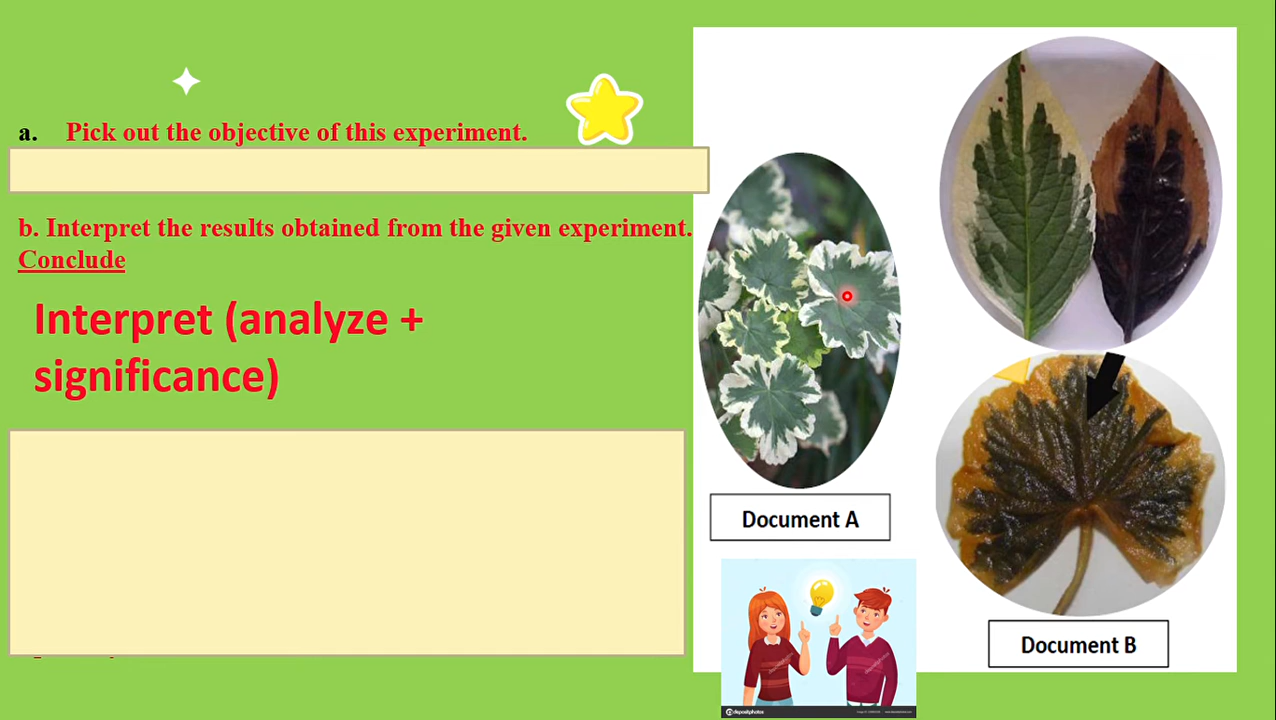 a. Pick out the objective of this experiment.
b. Interpret the results obtained from the given experiment.
Conclude
Interpret (analyze +
significance)
Document A
Document B
depositphotos